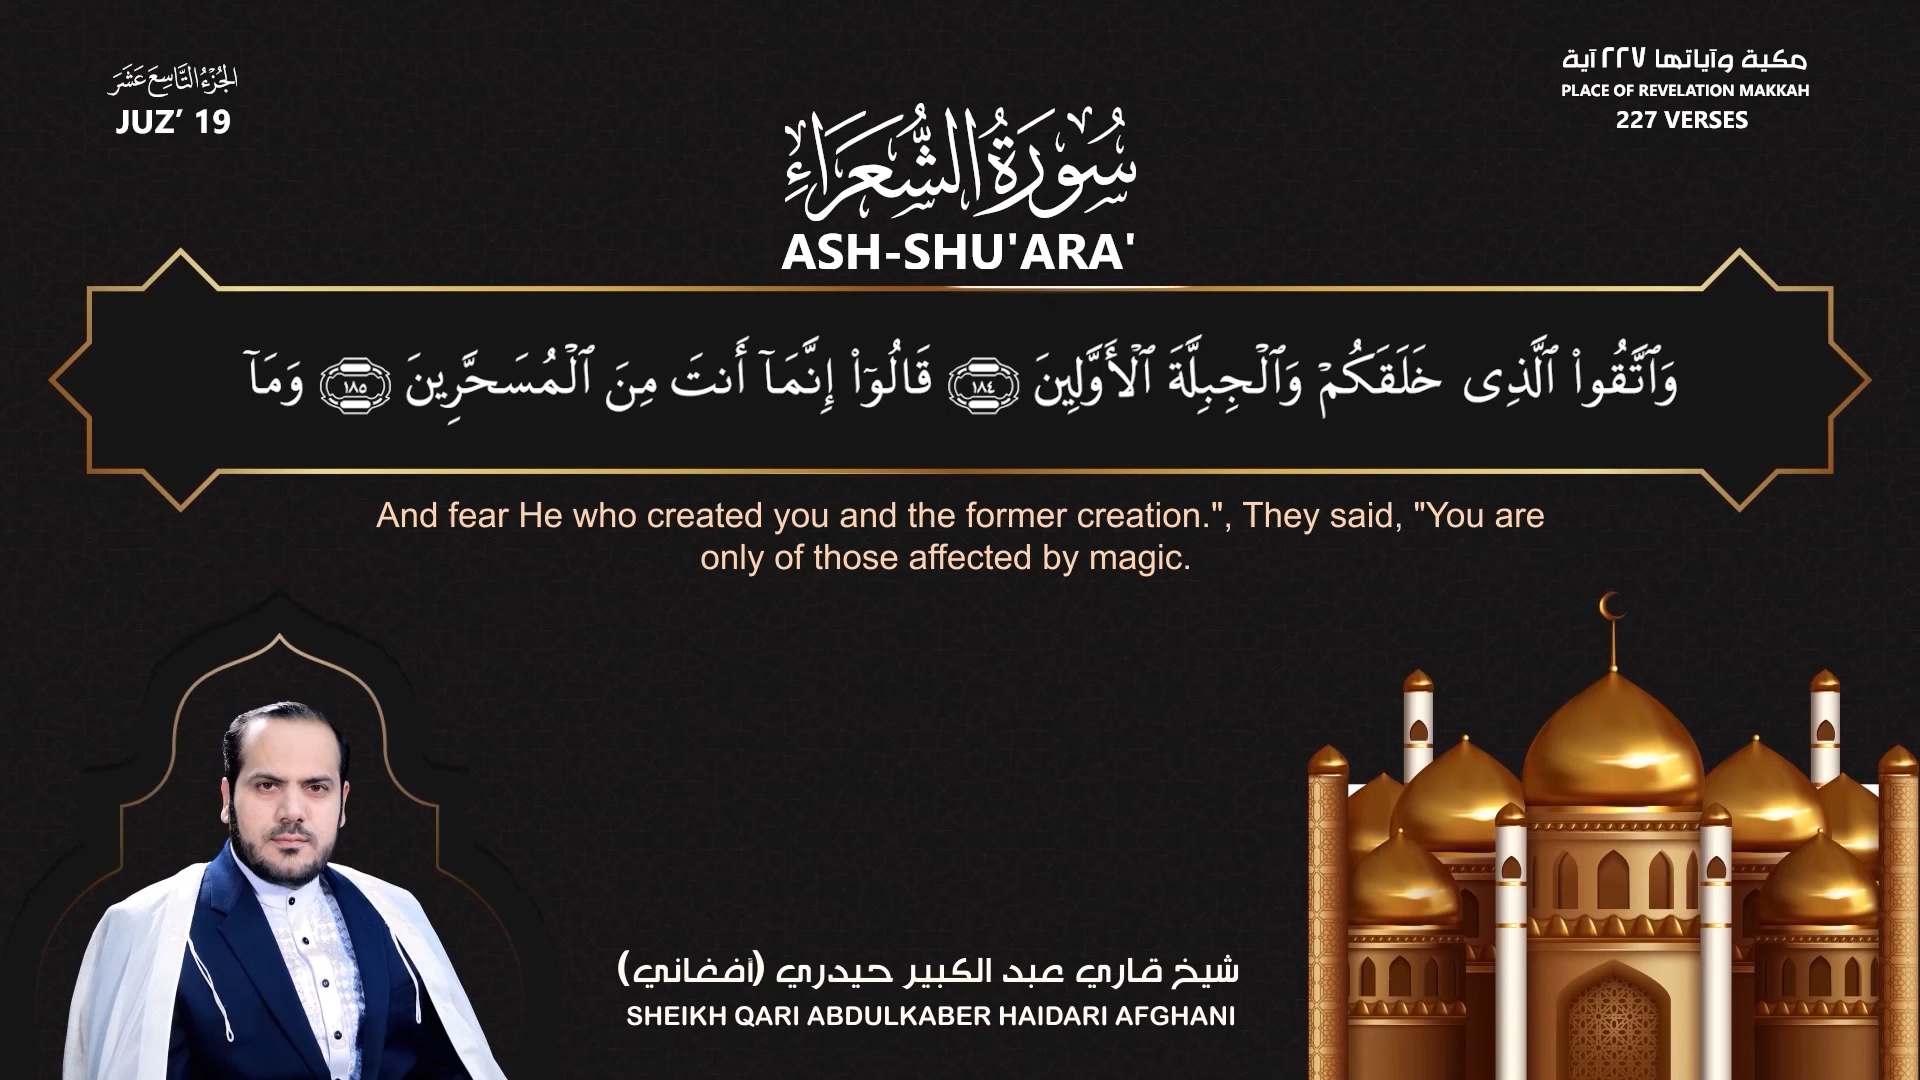 الجُزْءُ التَّاسِعَ عَشَرَ
JUZ’ 19
مكية وآياتها ٢٢٧ آية
PLACE OF REVELATION MAKKAH
227 VERSES
سُورَةُ الشُّعَرَاءِ
ASH-SHU'ARA'
وَٱتَّقُوا۟ ٱلَّذِى خَلَقَكُمْ وَٱلْجِبِلَّةَ ٱلْأَوَّلِينَ ١٨٤ قَالُوٓا۟ إِنَّمَآ أَنتَ مِنَ ٱلْمُسَحَّرِينَ ١٨٥ وَمَآ
And fear He who created you and the former creation.", They said, "You are
only of those affected by magic.
شيخ قاري عبد الكبير حيدري (أفغاني)
SHEIKH QARI ABDULKABER HAIDARI AFGHANI